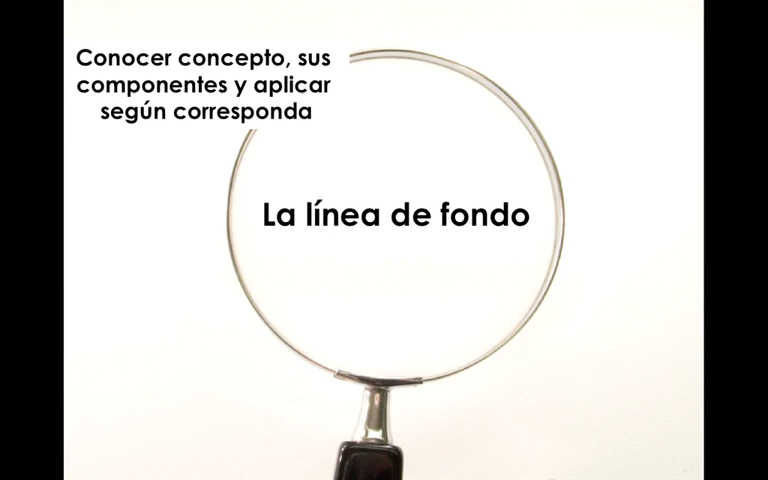 Conocer concepto, sus
componentes y aplicar
según corresponda
La línea de fondo